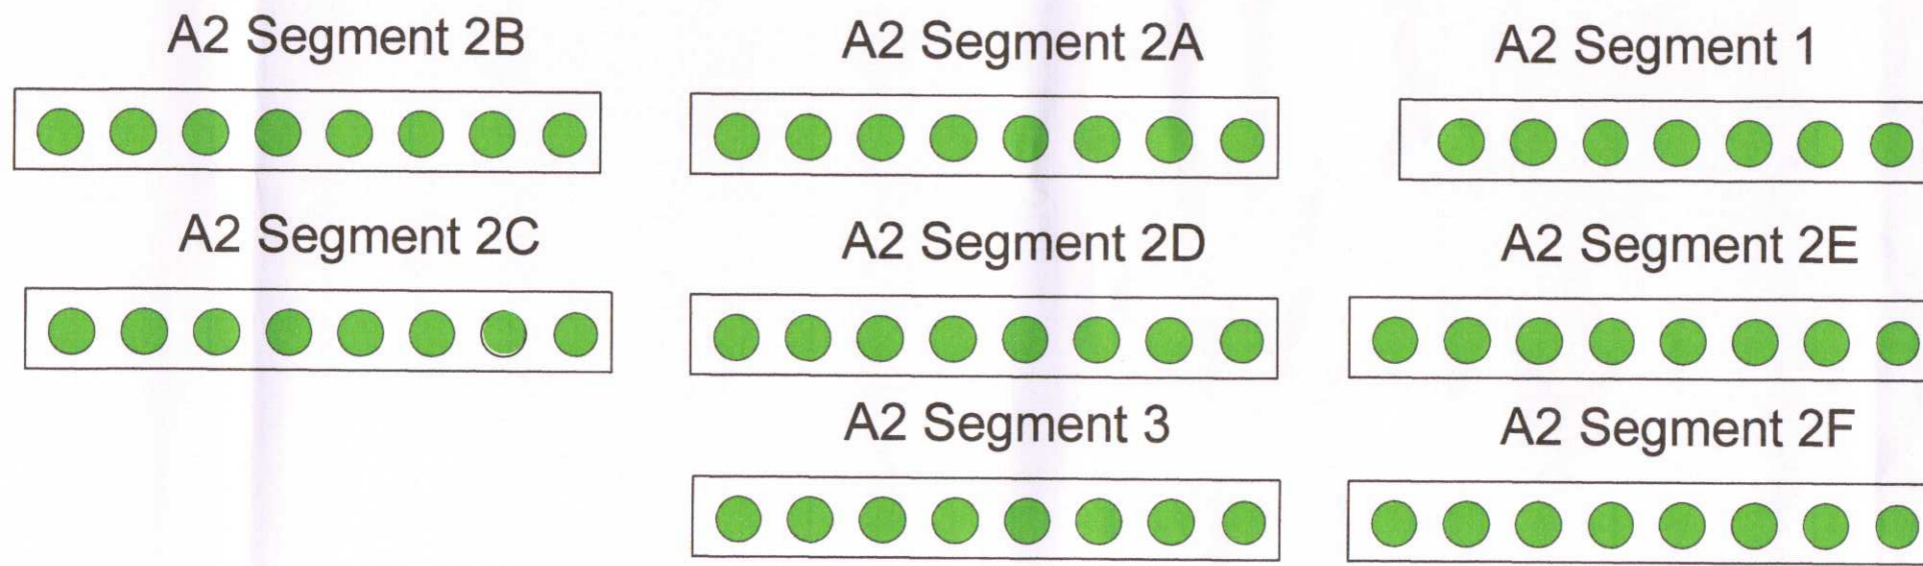 A2 Segment 2B
A2 Segment 2A
A2 Segment 1
A2 Segment 2C
A2 Segment 2D
A2 Segment 2E
A2 Segment 3
A2 Segment 2F